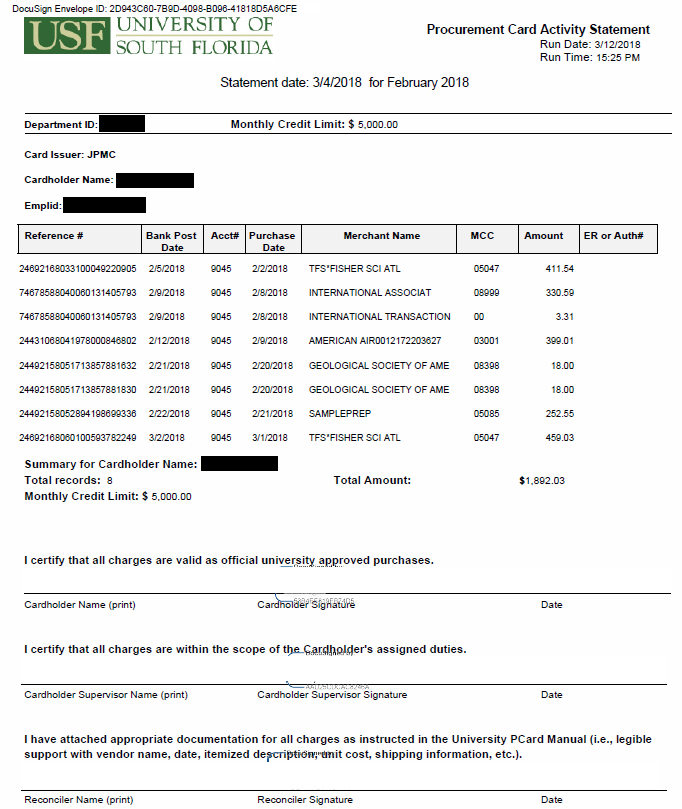 DocuSign Envelope ID: 2D943C60-7B9D-4098-B096-41818D5A6CFE
USF UNIVERSITY OF
SOUTH FLORIDA
Procurement Card Activity Statement
Run Date: 3/12/2018
Run Time: 15:25 PM
Statement date: 3/4/2018 for February 2018
Department ID: Monthly Credit Limit: $ 5,000.00
Card Issuer: JPMC
Cardholder Name:
Emplid:
Reference # Bank Post Date Acct# Purchase Date Merchant Name MCC Amount ER or Auth#
24692168033100049220905 2/5/2018 9045 2/2/2018 TFS*FISHER SCI ATL 05047 411.54
74678588040060131405793 2/9/2018 9045 2/8/2018 INTERNATIONAL ASSOCIAT 08999 330.59
74678588040060131405793 2/9/2018 9045 2/8/2018 INTERNATIONAL TRANSACTION 00 3.31
24431068041978000846802 2/12/2018 9045 2/9/2018 AMERICAN AIR0012172203627 03001 399.01
24492158051713857881632 2/21/2018 9045 2/20/2018 GEOLOGICAL SOCIETY OF AME 08398 18.00
24492158051713857881830 2/21/2018 9045 2/20/2018 GEOLOGICAL SOCIETY OF AME 08398 18.00
24492158052894198699336 2/22/2018 9045 2/21/2018 SAMPLEPREP 05085 252.55
24692168060100593782249 3/2/2018 9045 3/1/2018 TFS*FISHER SCI ATL 05047 459.03
Summary for Cardholder Name:
Total records: 8 Total Amount: $1,892.03
Monthly Credit Limit: $ 5,000.00
I certify that all charges are valid as official university approved purchases.
Cardholder Name (print) Cardholder Signature Date
I certify that all charges are within the scope of the Cardholder's assigned duties.
Cardholder Supervisor Name (print) Cardholder Supervisor Signature Date
I have attached appropriate documentation for all charges as instructed in the University PCard Manual (i.e., legible
support with vendor name, date, itemized description, unit cost, shipping information, etc.).
Reconciler Name (print) Reconciler Signature Date